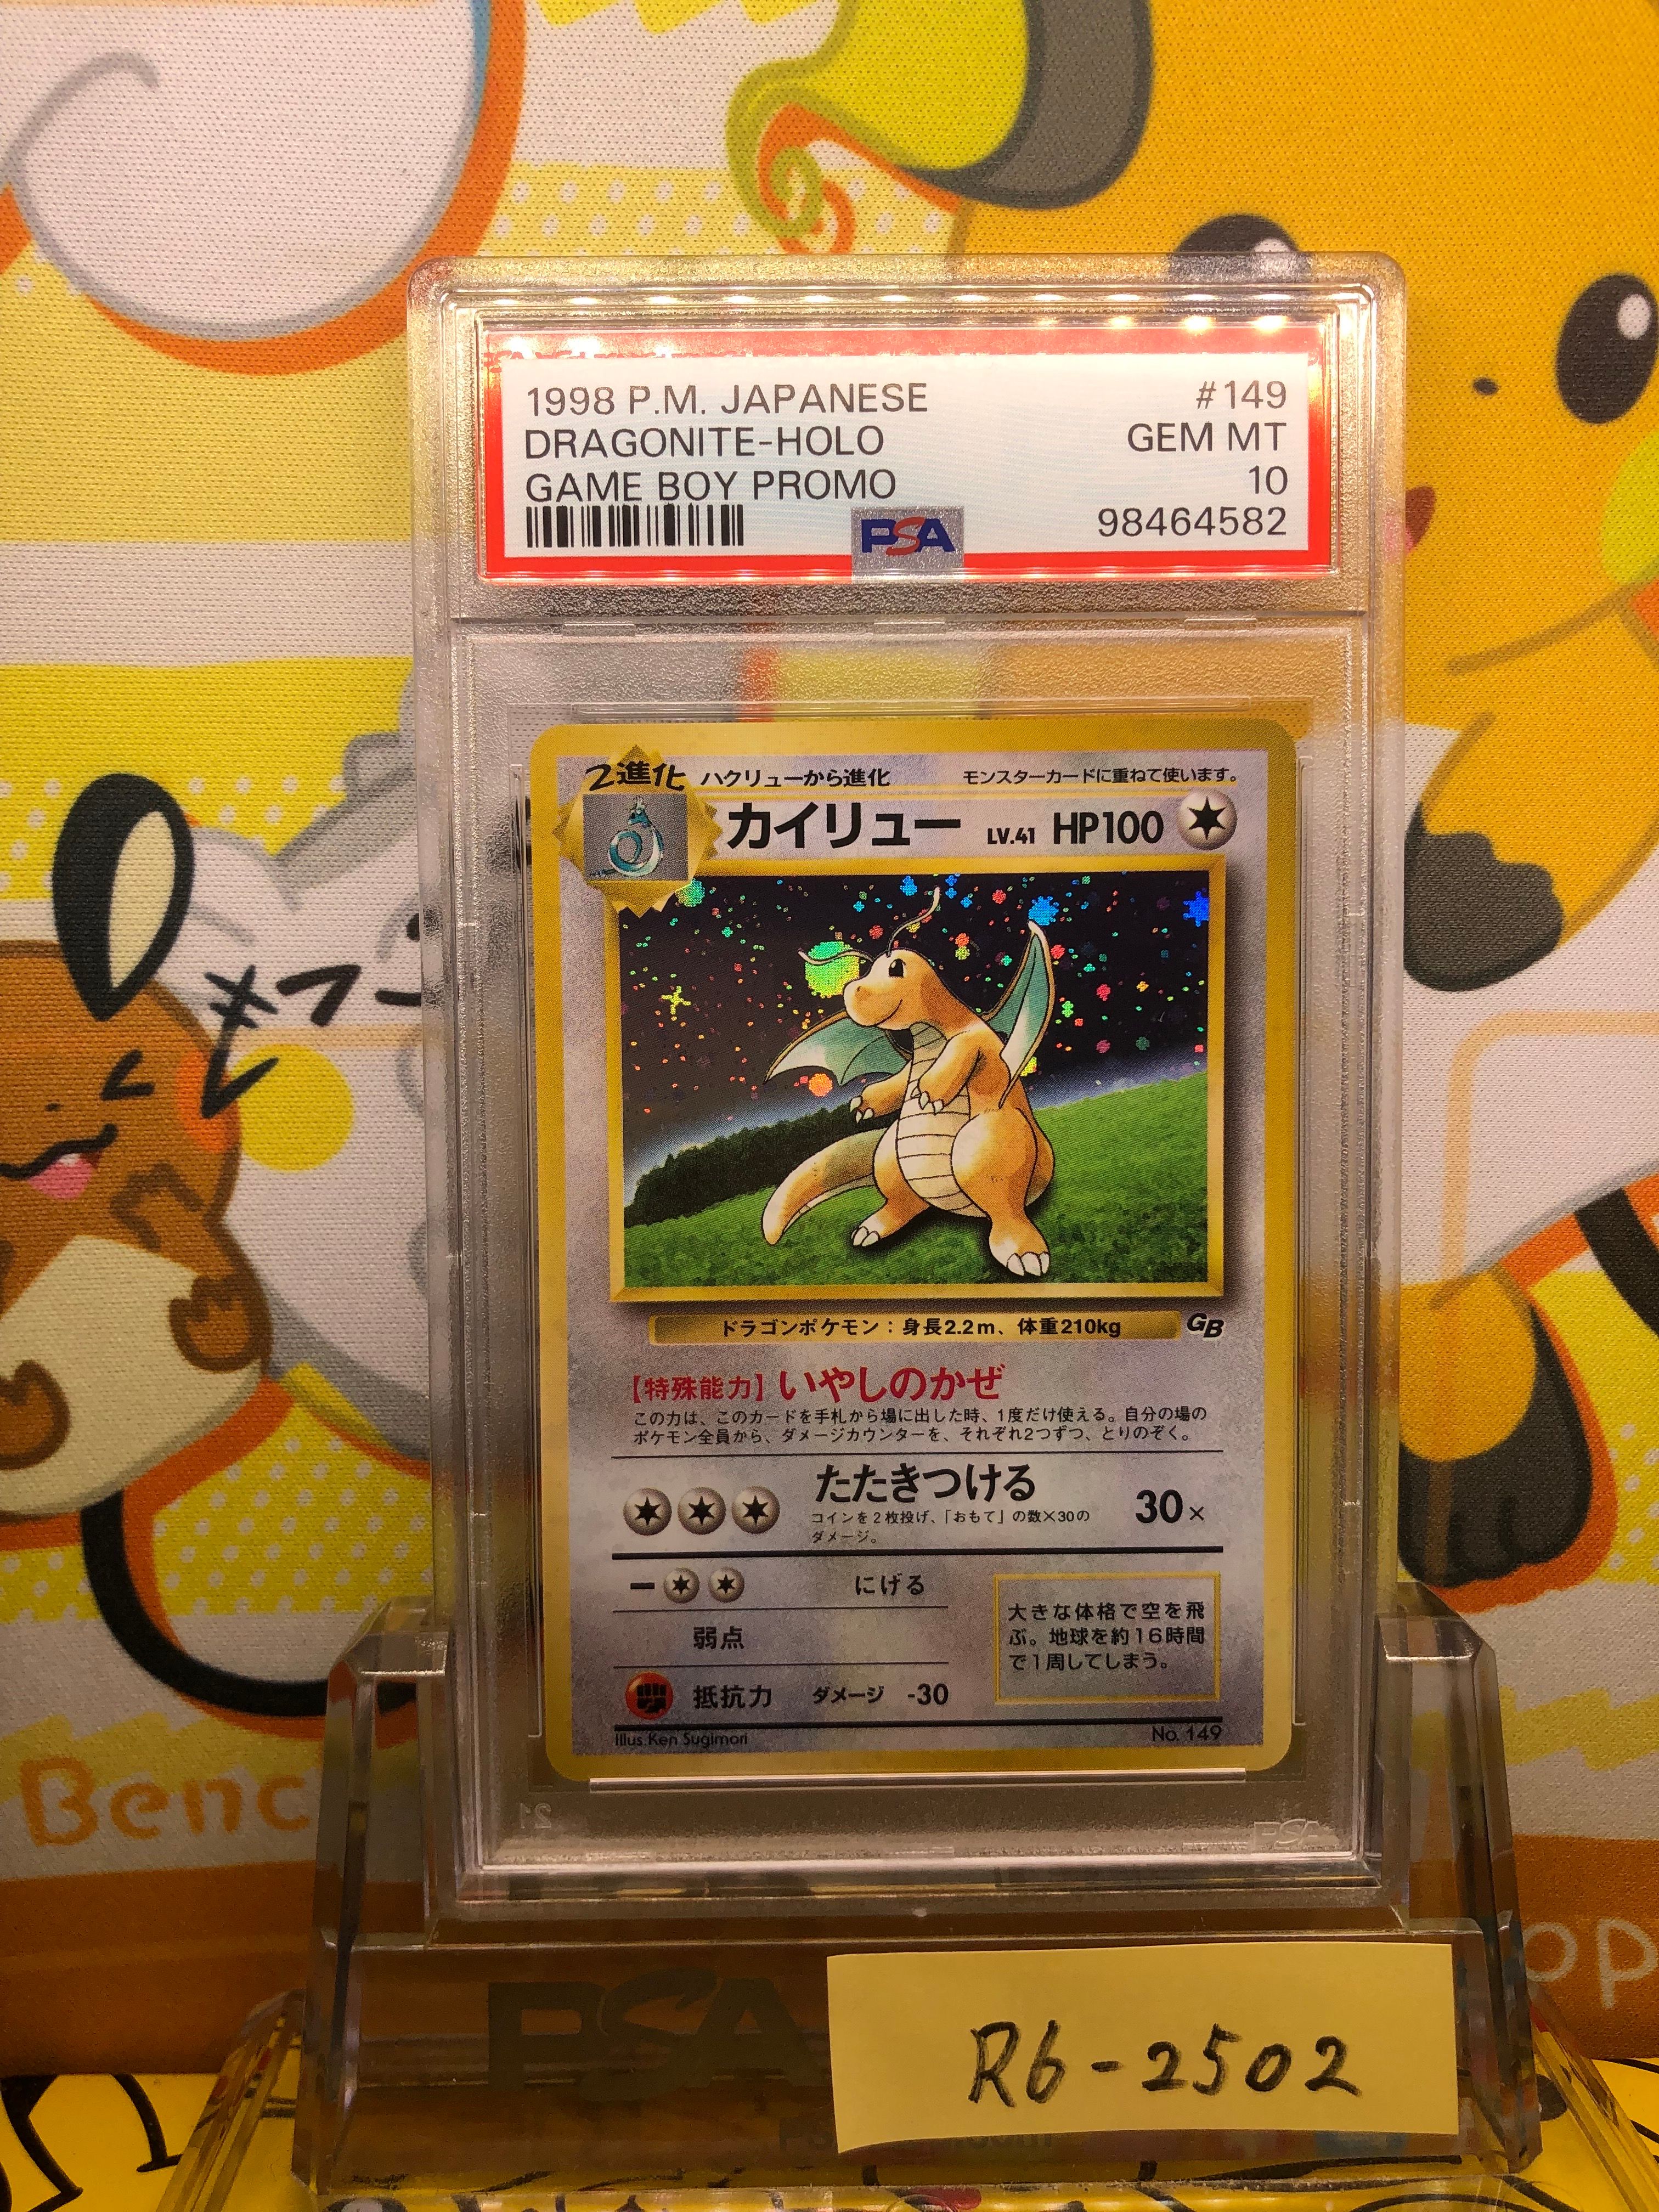 1998 P.M. JAPANESE #149
DRAGONITE-HOLO GEM MT
GAME BOY PROMO 10
PSA 98464582
2進化 ハクリューから進化 モンスターカードに重ねて使います。
カイリュー LV.41 HP100
ドラゴンポケモン：身長2.2m、体重210kg GB
【特殊能力】いやしのかぜ
この力は、このカードを手札から場に出した時、1度だけ使える。自分の場の
ポケモン全員から、ダメージカウンターを、それぞれ2つずつ、とりのぞく。
たたきつける 30×
コインを2枚投げ、「おもて」の数×30の
ダメージ。
ー にげる
弱点
抵抗力 ダメージ -30
大きな体格で空を飛
ぶ。地球を約16時間
で1周してしまう。
Illus.Ken Sugimori No. 149
PSA
Benc
op
PSA
R6-2502